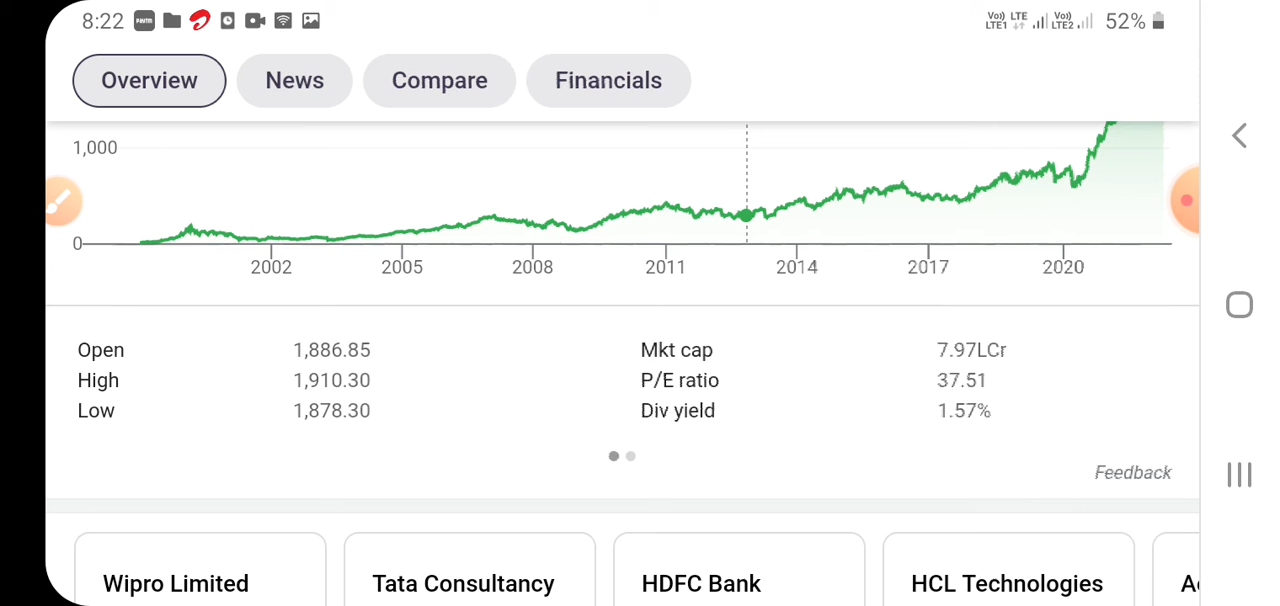 8:22 Paytm Vo)) LTE1 LTE Vo)) LTE2 52%
Overview News Compare Financials
1,000
0
2002 2005 2008 2011 2014 2017 2020
Open 1,886.85 Mkt cap 7.97LCr
High 1,910.30 P/E ratio 37.51
Low 1,878.30 Div yield 1.57%
Feedback
Wipro Limited Tata Consultancy HDFC Bank HCL Technologies